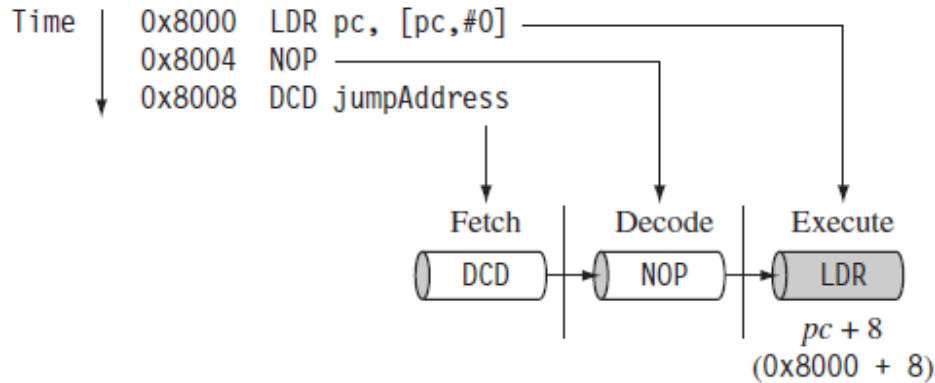 Time 0x8000 LDR pc, [pc,#0]
0x8004 NOP
0x8008 DCD jumpAddress
Fetch Decode Execute
DCD NOP LDR
pc + 8
(0x8000 + 8)